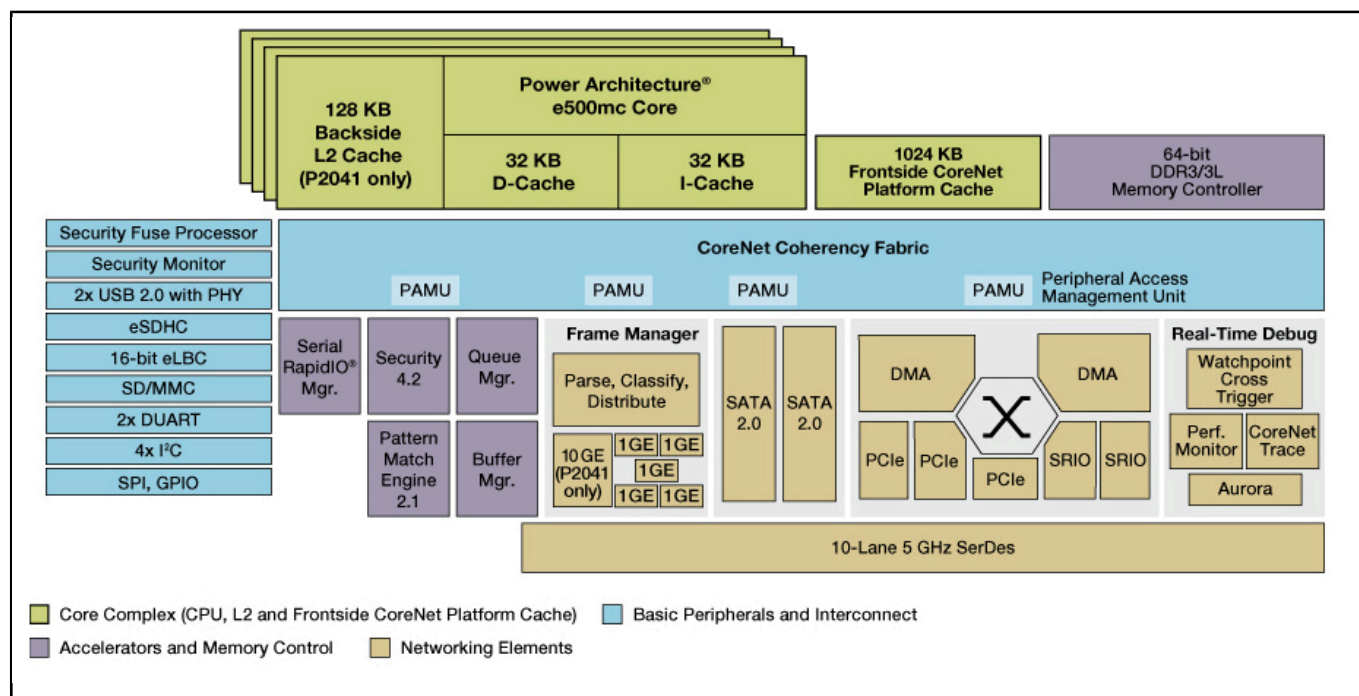 128 KB
Backside
L2 Cache
(P2041 only)
Power Architecture®
e500mc Core
32 KB
D-Cache
32 KB
I-Cache
1024 KB
Frontside CoreNet
Platform Cache
64-bit
DDR3/3L
Memory Controller
Security Fuse Processor
Security Monitor
2x USB 2.0 with PHY
eSDHC
16-bit eLBC
SD/MMC
2x DUART
4x I²C
SPI, GPIO
CoreNet Coherency Fabric
PAMU
PAMU
PAMU
PAMU
Peripheral Access
Management Unit
Serial
RapidIO®
Mgr.
Security
4.2
Queue
Mgr.
Pattern
Match
Engine
2.1
Buffer
Mgr.
Frame Manager
Parse, Classify,
Distribute
10 GE
(P2041
only)
1GE
1GE
1GE
1GE
1GE
SATA
2.0
SATA
2.0
DMA
DMA
PCIe
PCIe
PCIe
SRIO
SRIO
Real-Time Debug
Watchpoint
Cross
Trigger
Perf.
Monitor
CoreNet
Trace
Aurora
10-Lane 5 GHz SerDes
Core Complex (CPU, L2 and Frontside CoreNet Platform Cache)
Basic Peripherals and Interconnect
Accelerators and Memory Control
Networking Elements